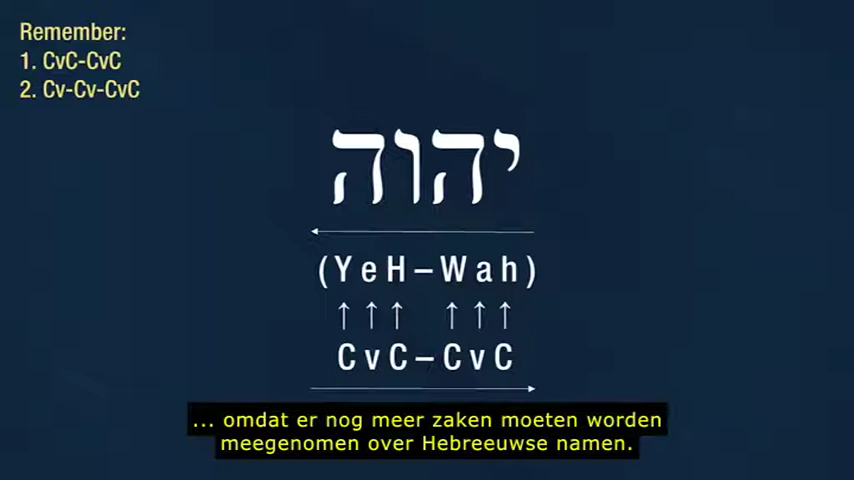 Remember:
1. CvC-CvC
2. Cv-Cv-CvC
יהוה
(YeH–Wah)
↑↑↑ ↑↑↑
CvC–CvC
... omdat er nog meer zaken moeten worden
meegenomen over Hebreeuwse namen.